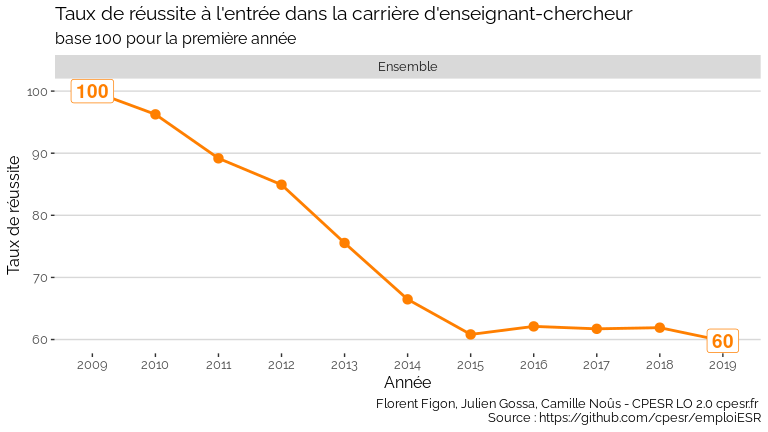 Taux de réussite à l'entrée dans la carrière d'enseignant-chercheur
base 100 pour la première année
Ensemble
Taux de réussite
100
90
80
70
60
100
60
2009 2010 2011 2012 2013 2014 2015 2016 2017 2018 2019
Année
Florent Figon, Julien Gossa, Camille Noûs - CPESR LO 2.0 cpesr.fr
Source : https://github.com/cpesr/emploiESR